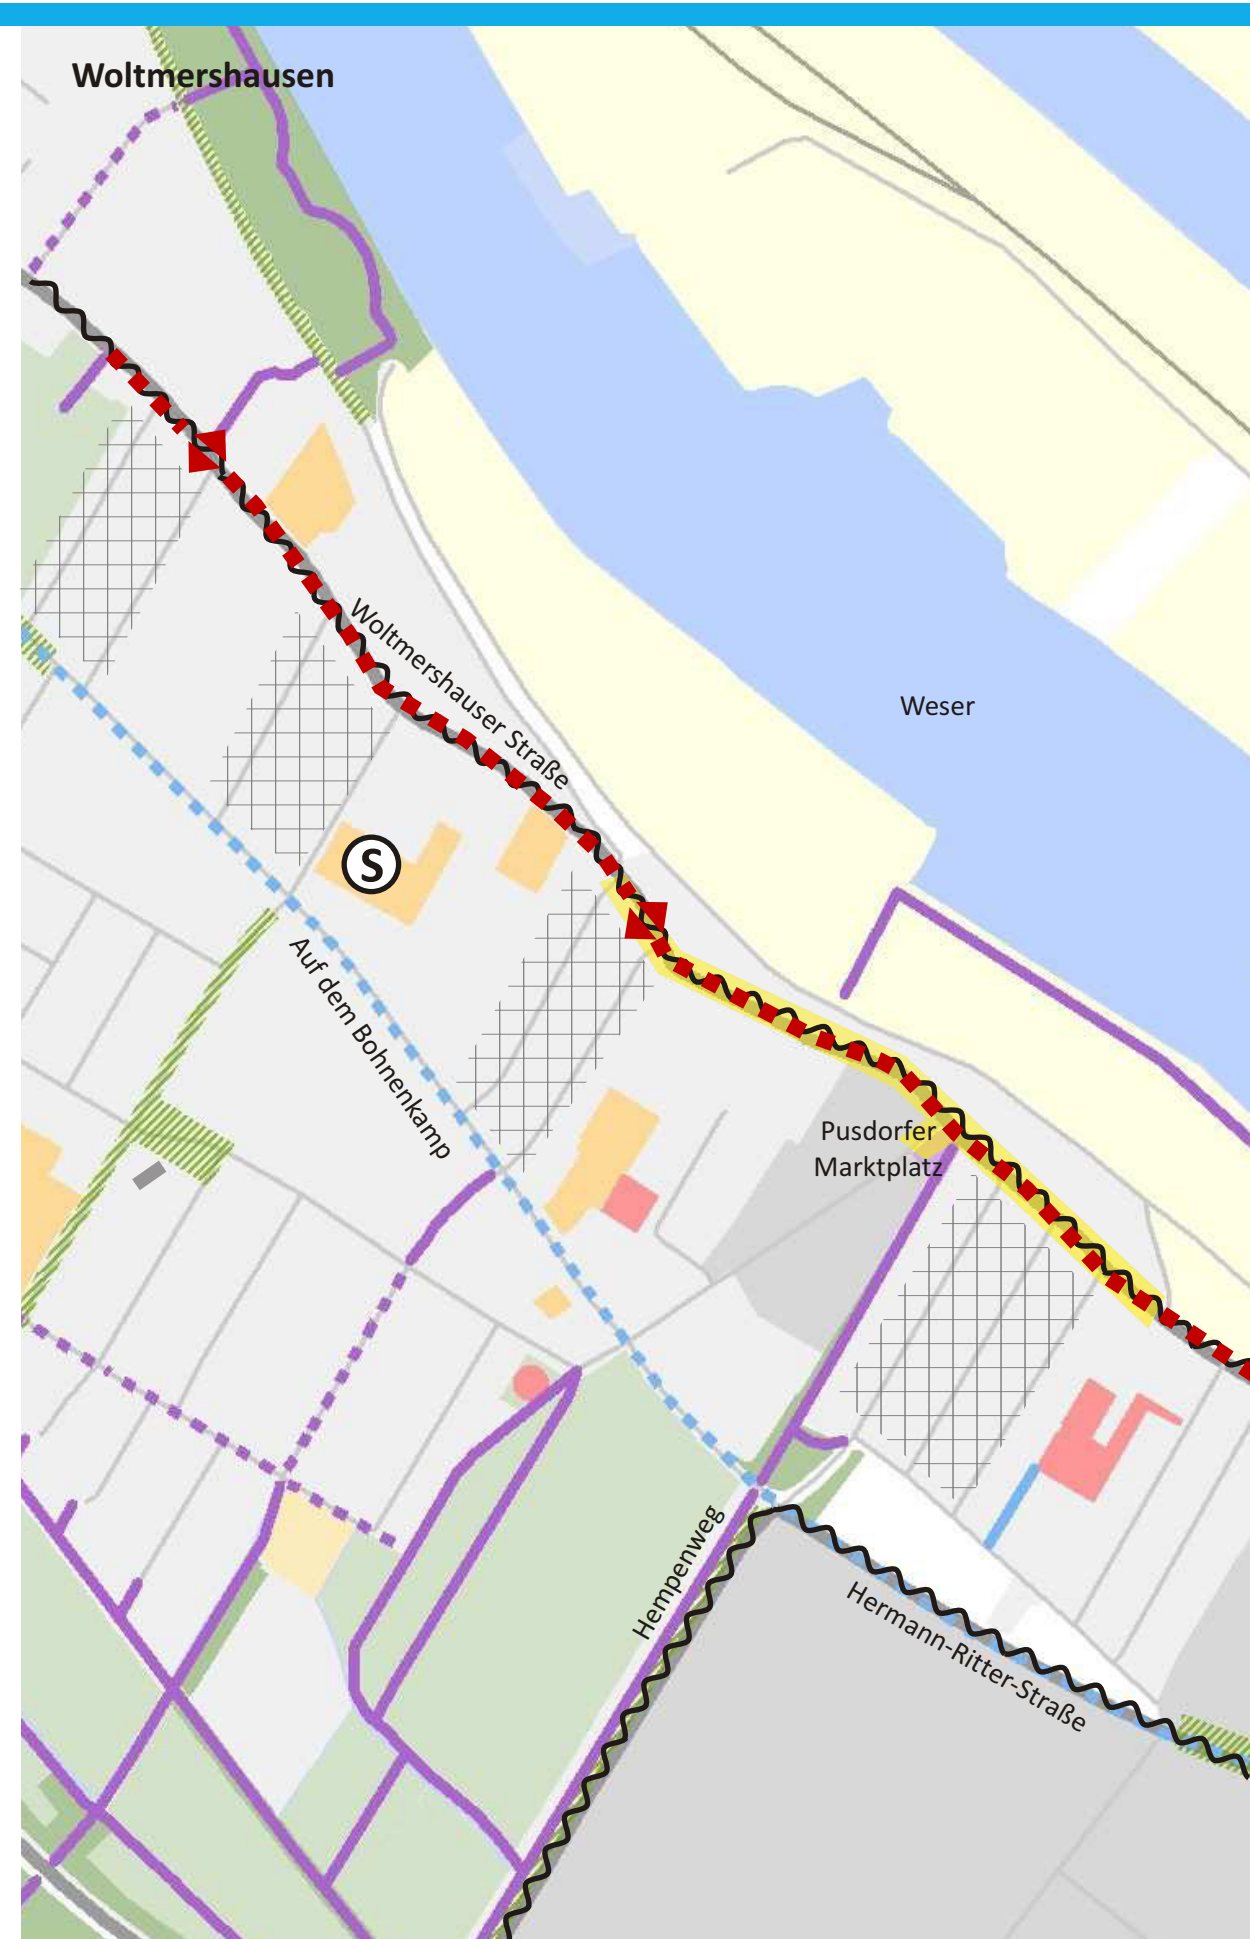 Woltmershausen
Woltmershauser Straße
Weser
S
Auf dem Bohnenkamp
Pusdorfer
Marktplatz
Hempenweg
Hermann-Ritter-Straße